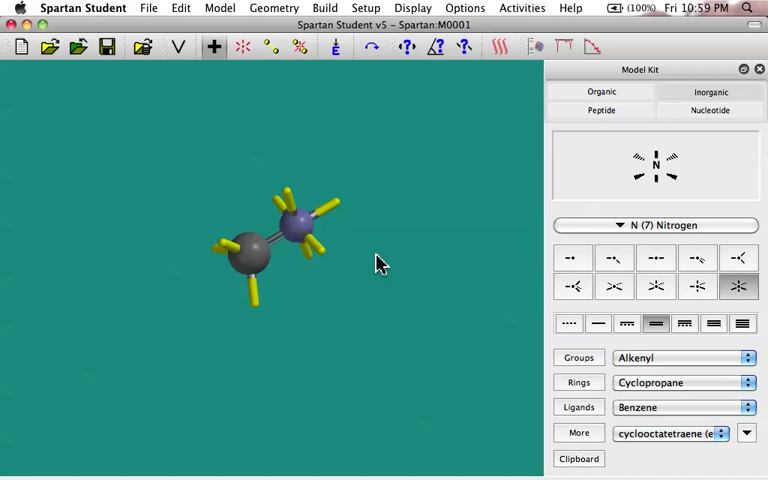 Spartan Student File Edit Model Geometry Build Setup Display Options Activities Help (100%) Fri 10:59 PM
Spartan Student v5 - Spartan:M0001
Model Kit
Organic Inorganic
Peptide Nucleotide
N
N (7) Nitrogen
Groups Alkenyl
Rings Cyclopropane
Ligands Benzene
More cyclooctatetraene (e
Clipboard